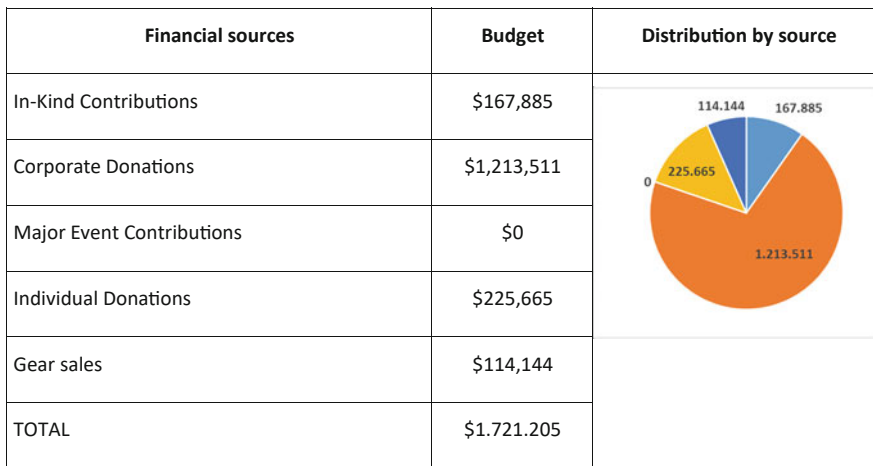 Financial sources Budget Distribution by source
In-Kind Contributions $167,885
Corporate Donations $1,213,511
Major Event Contributions $0
Individual Donations $225,665
Gear sales $114,144
TOTAL $1.721.205
114.144 167.885
0 225.665
1.213.511